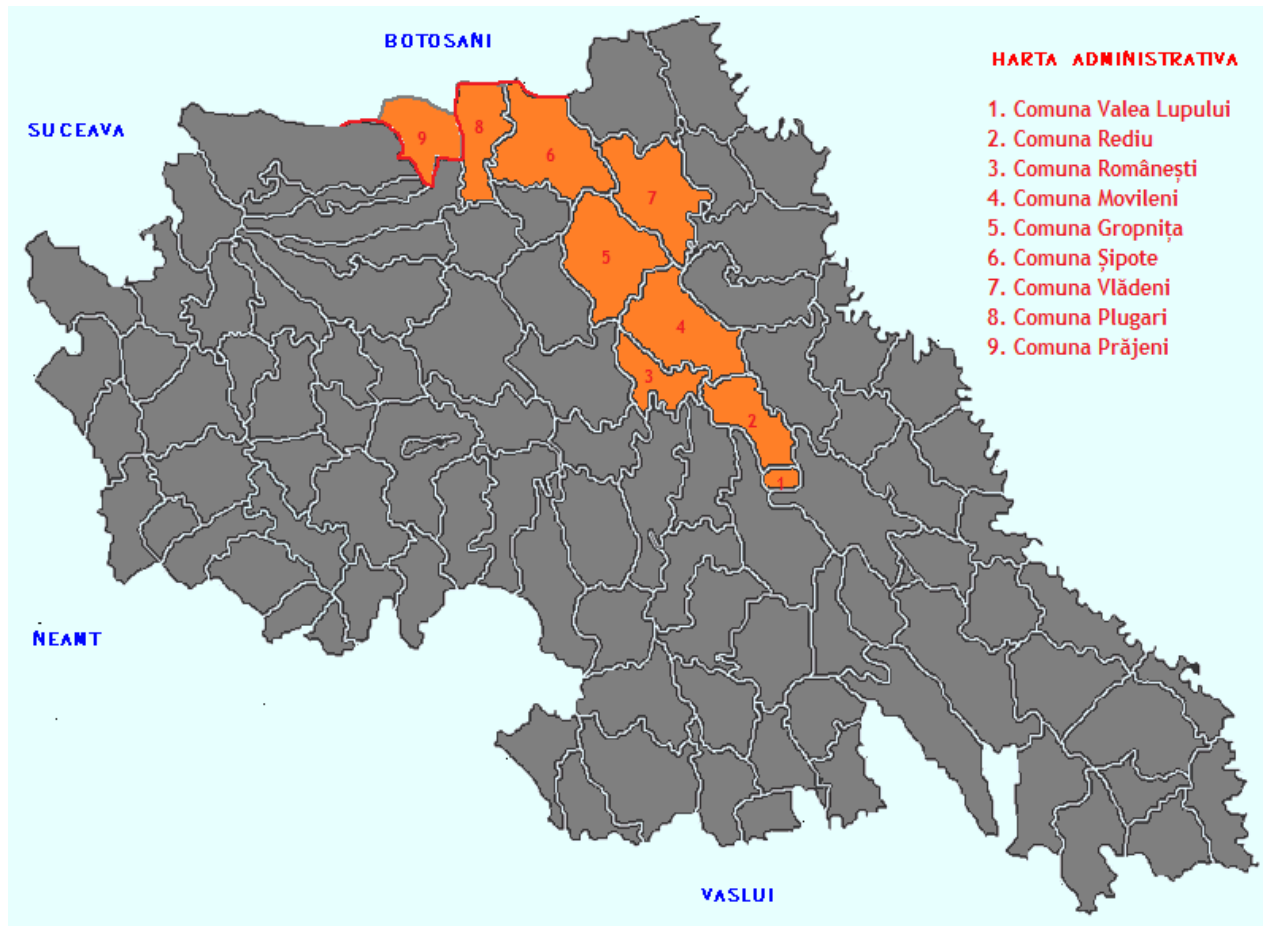 BOTOSANI
HARTA ADMINISTRATIVA
SUCEAVA
1. Comuna Valea Lupului
2. Comuna Rediu
3. Comuna Românești
4. Comuna Movileni
5. Comuna Gropnița
6. Comuna Șipote
7. Comuna Vlădeni
8. Comuna Plugari
9. Comuna Prăjeni
9
8
6
7
5
4
3
2
1
NEAMT
VASLUI